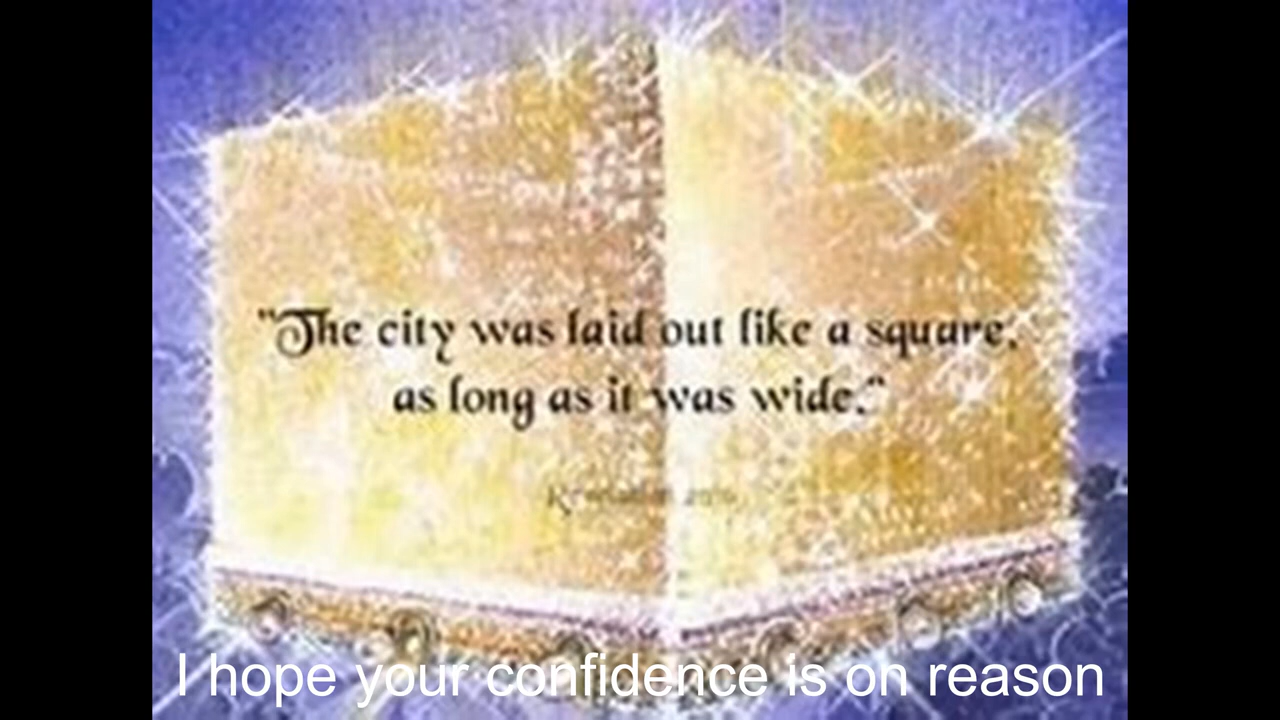 "The city was laid out like a square,
as long as it was wide."
I hope your confidence is on reason